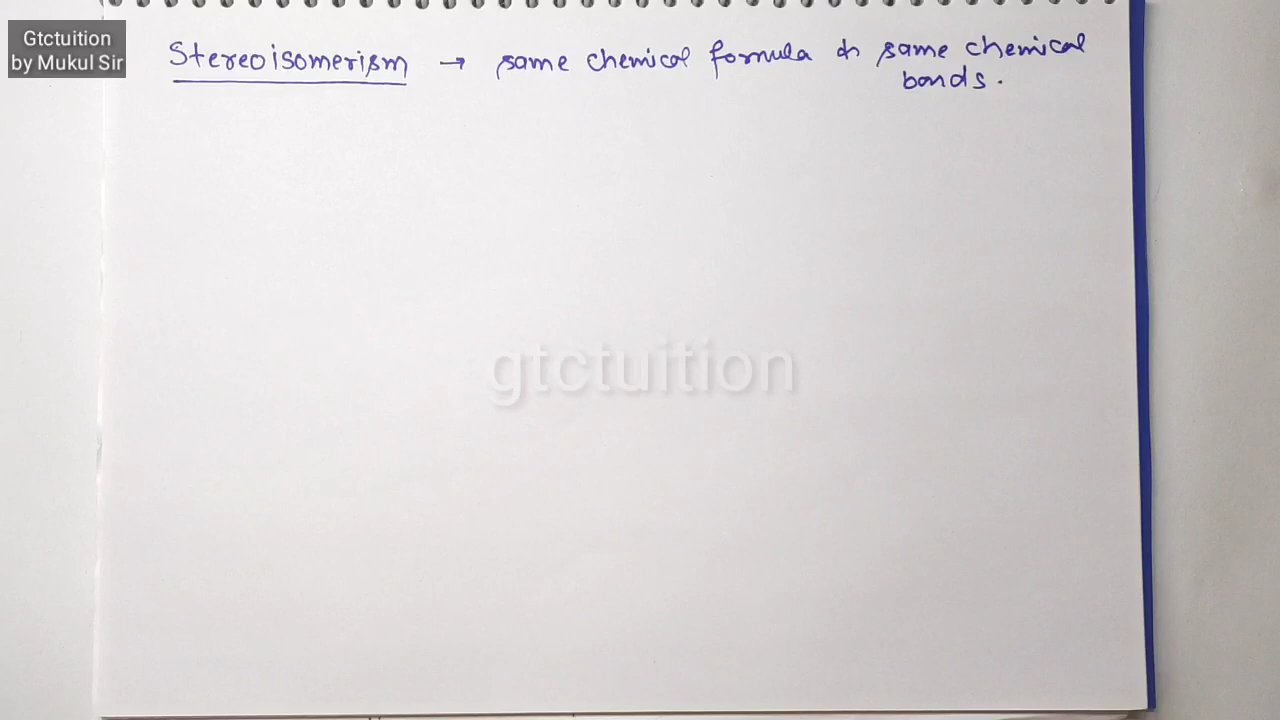 Gtctuition
by Mukul Sir
Stereoisomerism → same chemical formula & same chemical
bonds.
gtctuition